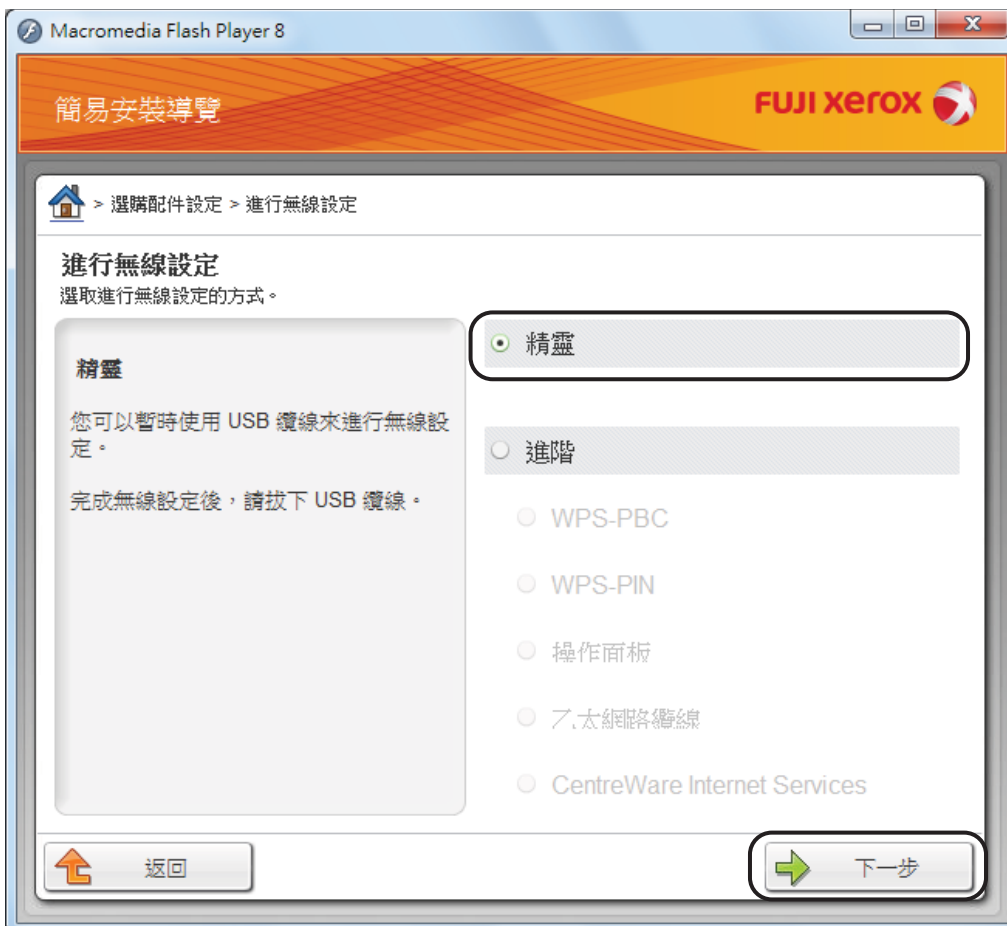 Macromedia Flash Player 8
簡易安裝導覽
FUJI xerox
> 選購配件設定 > 進行無線設定
進行無線設定
選取進行無線設定的方式。
精靈
您可以暫時使用 USB 纜線來進行無線設
定。
完成無線設定後，請拔下 USB 纜線。
精靈
進階
WPS-PBC
WPS-PIN
操作面板
乙太網路纜線
CentreWare Internet Services
返回
下一步